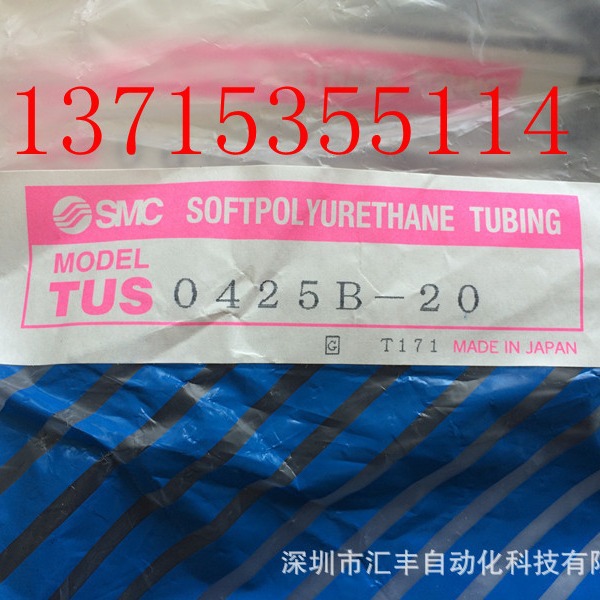 13715355114
SMC SOFTPOLYURETHANE TUBING
MODEL
TUS 0425B-20
G T171 MADE IN JAPAN
深圳市汇丰自动化科技有限